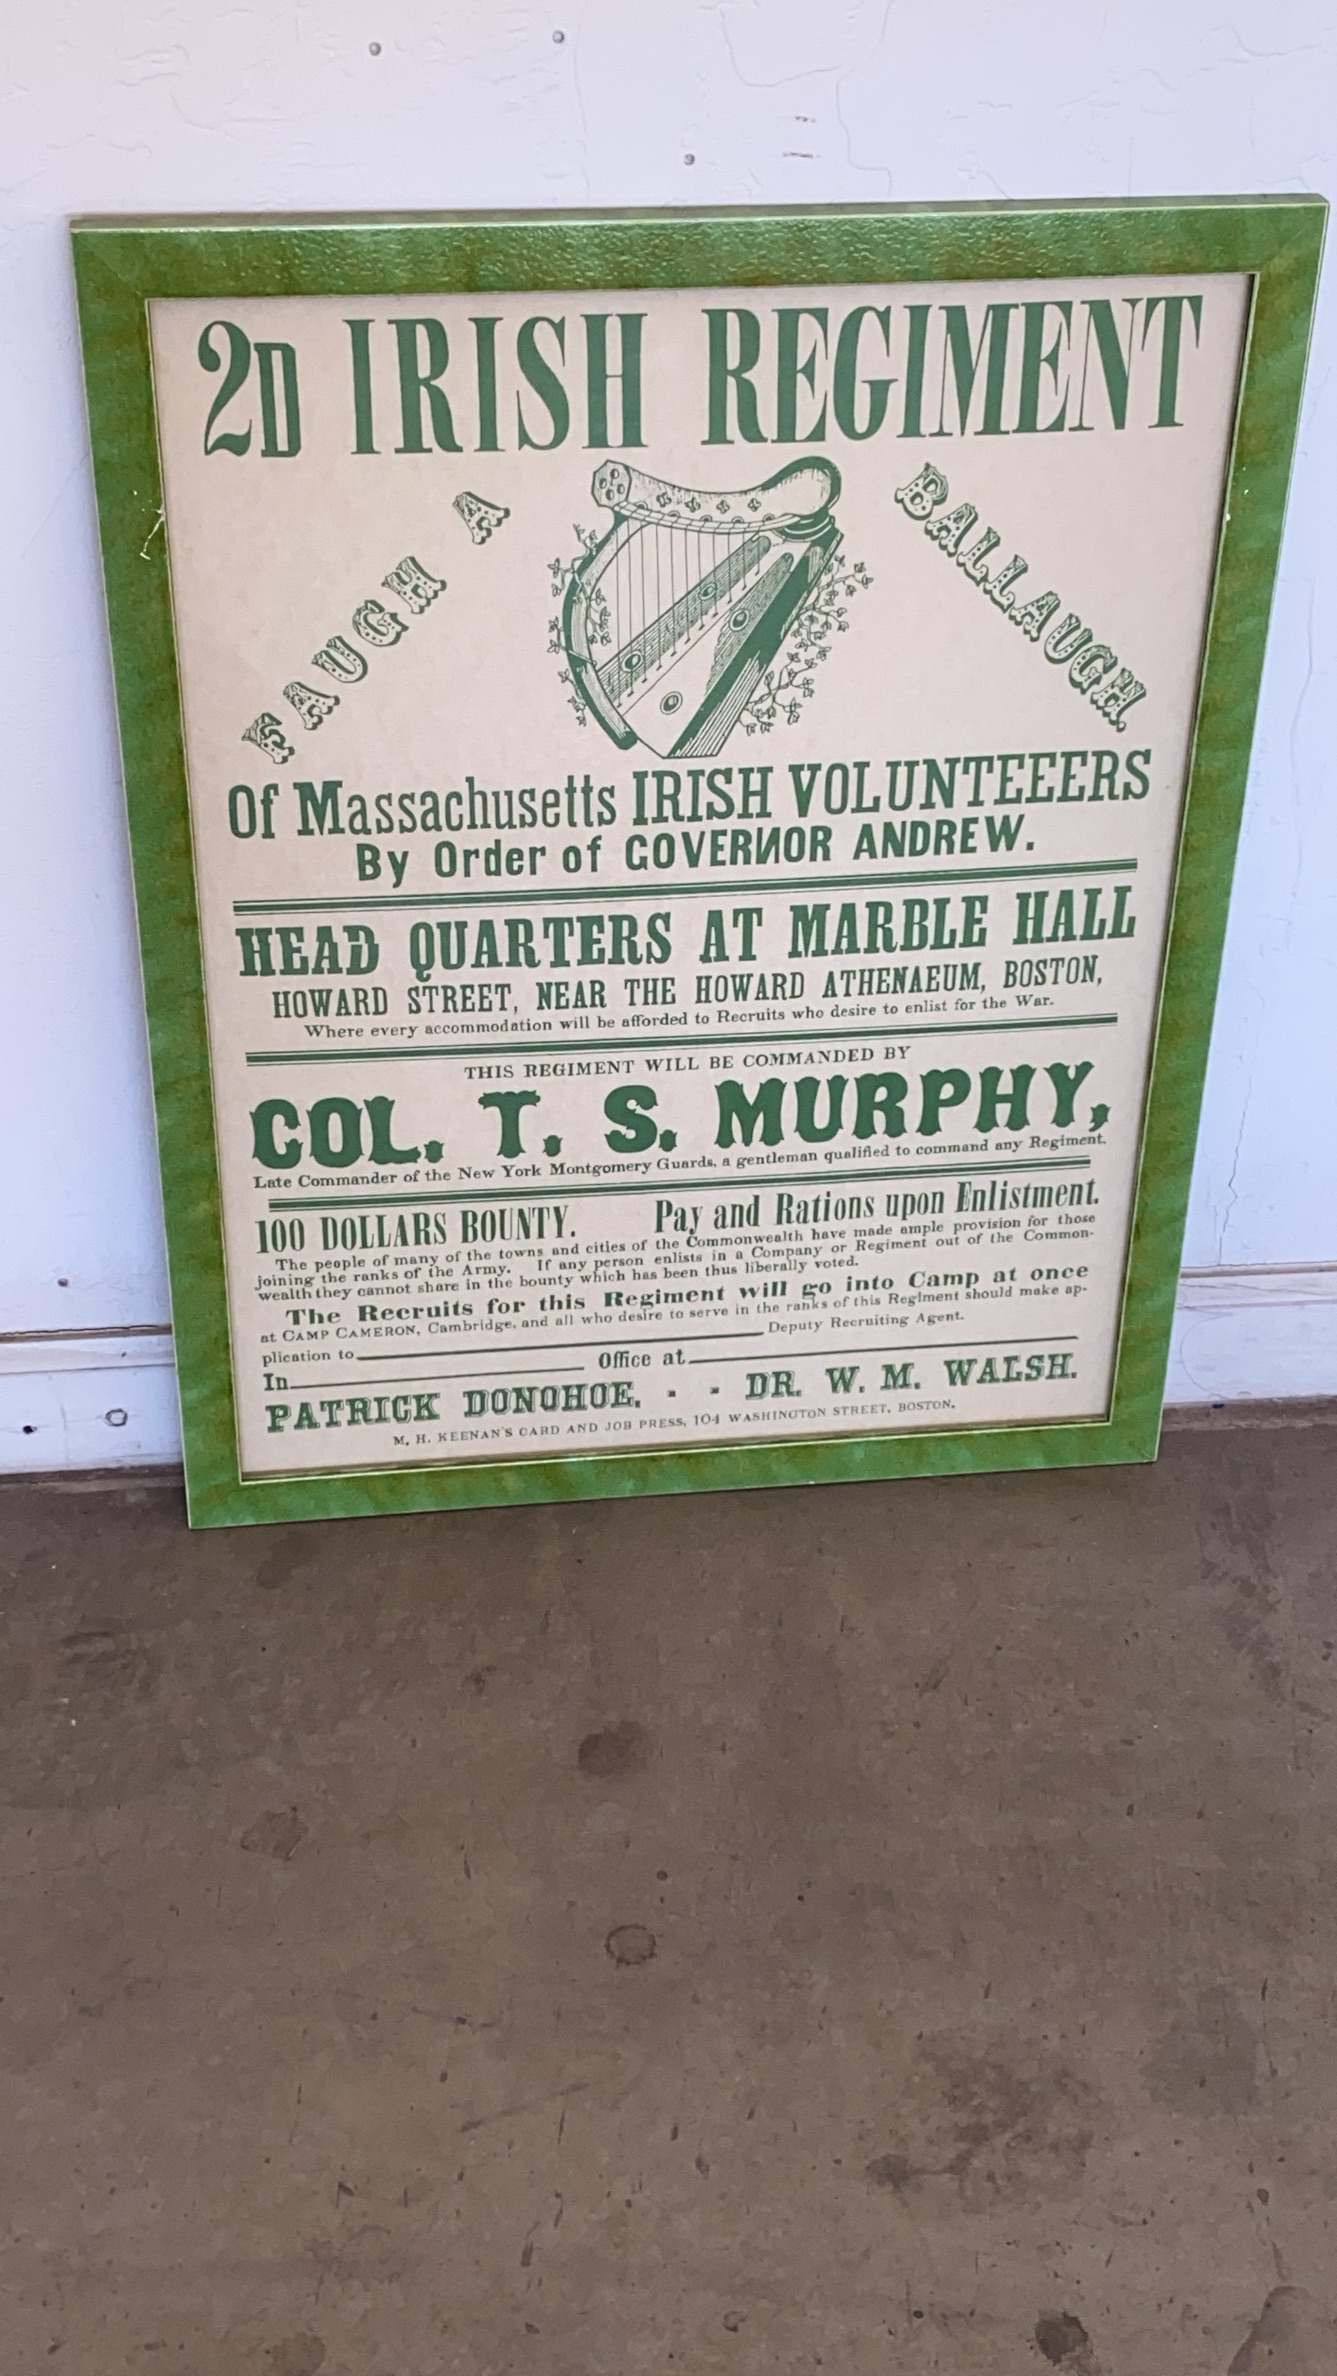 2D IRISH REGIMENT
FAUGH A BALLAUGH,
Of Massachusetts IRISH VOLUNTEEERS
By Order of GOVERNOR ANDREW.
HEAD QUARTERS AT MARBLE HALL
HOWARD STREET, NEAR THE HOWARD ATHENAEUM, BOSTON,
Where every accommodation will be afforded to Recruits who desire to enlist for the War.
THIS REGIMENT WILL BE COMMANDED BY
COL. T. S. MURPHY,
Late Commander of the New York Montgomery Guards, a gentleman qualified to command any Regiment.
100 DOLLARS BOUNTY. Pay and Rations upon Enlistment.
The people of many of the towns and cities of the Commonwealth have made ample provision for those
joining the ranks of the Army. If any person enlists in a Company or Regiment out of the Common-
wealth they cannot share in the bounty which has been thus liberally voted.
The Recruits for this Regiment will go into Camp at once
at CAMP CAMERON, Cambridge, and all who desire to serve in the ranks of this Regiment should make ap-
plication to Deputy Recruiting Agent.
In Office at
PATRICK DONOHOE, - - DR. W. M. WALSH.
M. H. KEENAN'S CARD AND JOB PRESS, 104 WASHINGTON STREET, BOSTON.